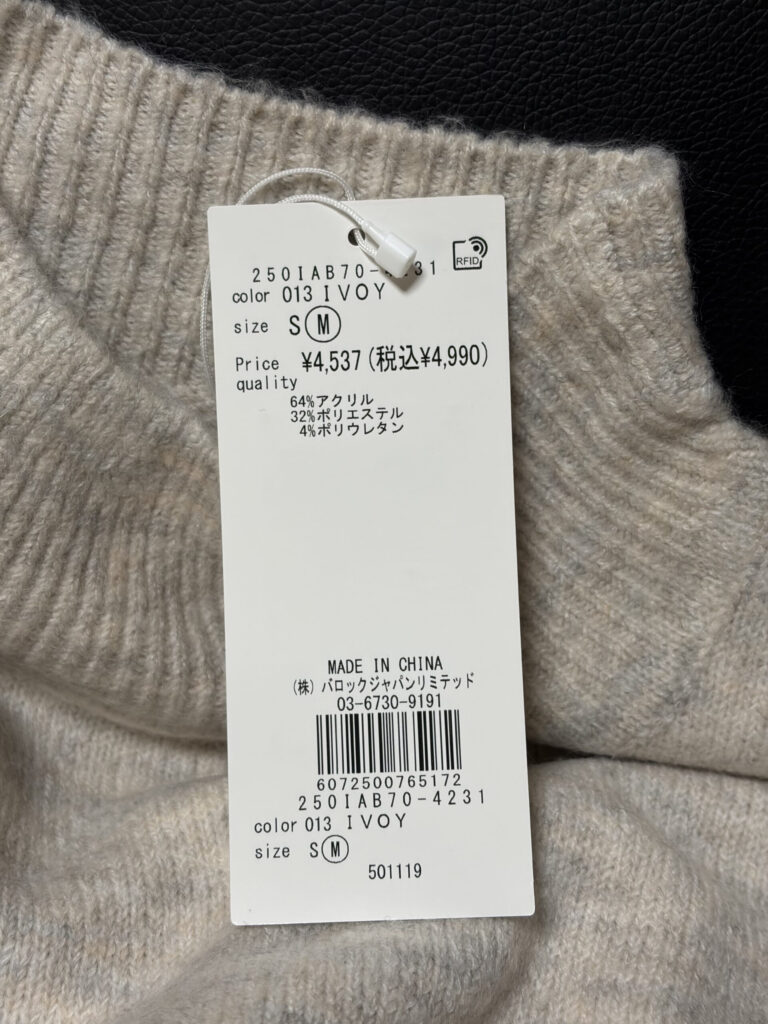 250IAB70-4231
RFID
color 013 IVOY
size S M
Price ¥4,537(税込¥4,990)
quality
64%アクリル
32%ポリエステル
4%ポリウレタン
MADE IN CHINA
(株)バロックジャパンリミテッド
03-6730-9191
6072500765172
250IAB70-4231
color 013 IVOY
size S M
501119